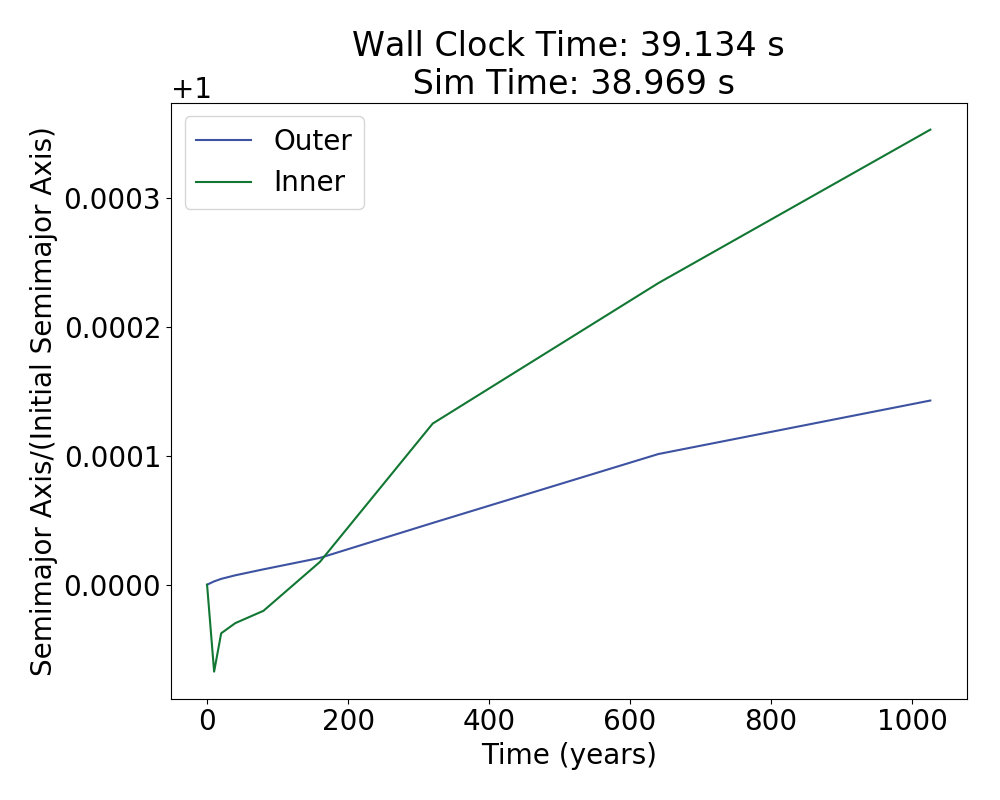 Wall Clock Time: 39.134 s
Sim Time: 38.969 s
+1
Outer
Inner
0.0003
0.0002
0.0001
0.0000
Semimajor Axis/(Initial Semimajor Axis)
0 200 400 600 800 1000
Time (years)